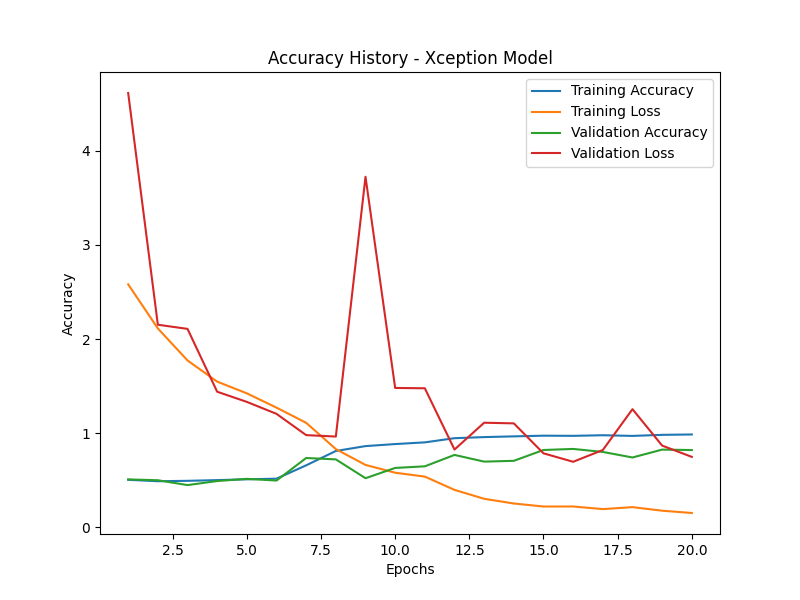 Accuracy History - Xception Model
Training Accuracy
Training Loss
Validation Accuracy
Validation Loss
Accuracy
4
3
2
1
0
2.5 5.0 7.5 10.0 12.5 15.0 17.5 20.0
Epochs